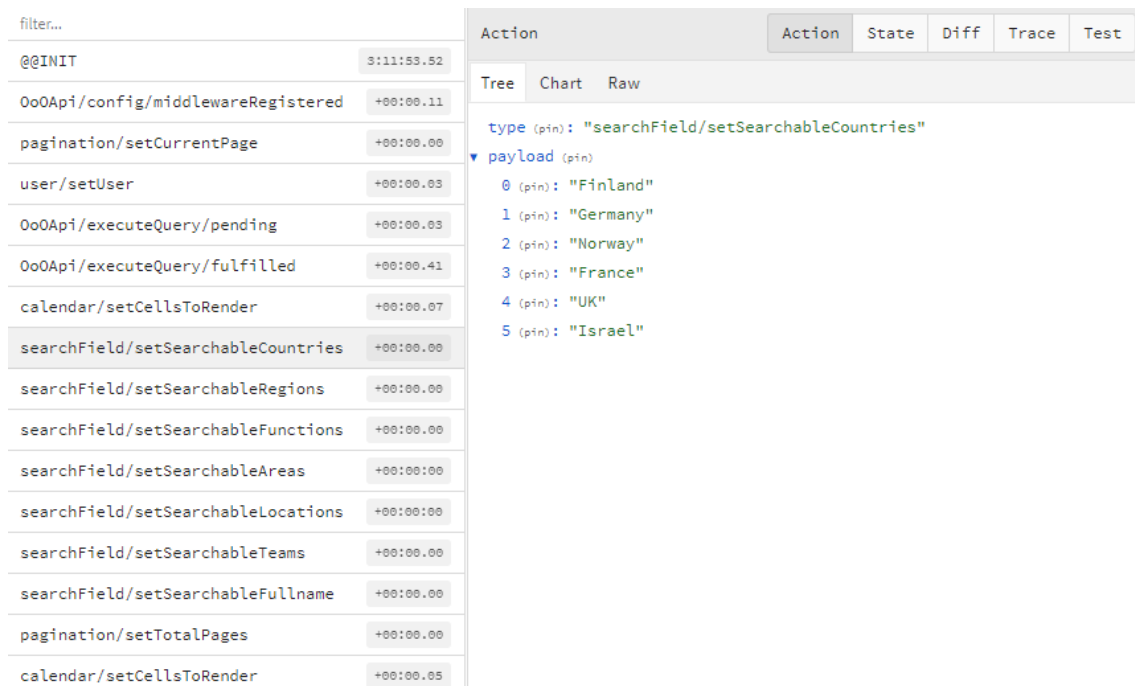 filter...
@@INIT 3:11:53.52
OoOApi/config/middlewareRegistered +00:00.11
pagination/setCurrentPage +00:00.00
user/setUser +00:00.03
OoOApi/executeQuery/pending +00:00.03
OoOApi/executeQuery/fulfilled +00:00.41
calendar/setCellsToRender +00:00.07
searchField/setSearchableCountries +00:00.00
searchField/setSearchableRegions +00:00.00
searchField/setSearchableFunctions +00:00.00
searchField/setSearchableAreas +00:00:00
searchField/setSearchableLocations +00:00:00
searchField/setSearchableTeams +00:00.00
searchField/setSearchableFullname +00:00.00
pagination/setTotalPages +00:00.00
calendar/setCellsToRender +00:00.05
Action Action State Diff Trace Test
Tree Chart Raw
type (pin): "searchField/setSearchableCountries"
payload (pin)
0 (pin): "Finland"
1 (pin): "Germany"
2 (pin): "Norway"
3 (pin): "France"
4 (pin): "UK"
5 (pin): "Israel"